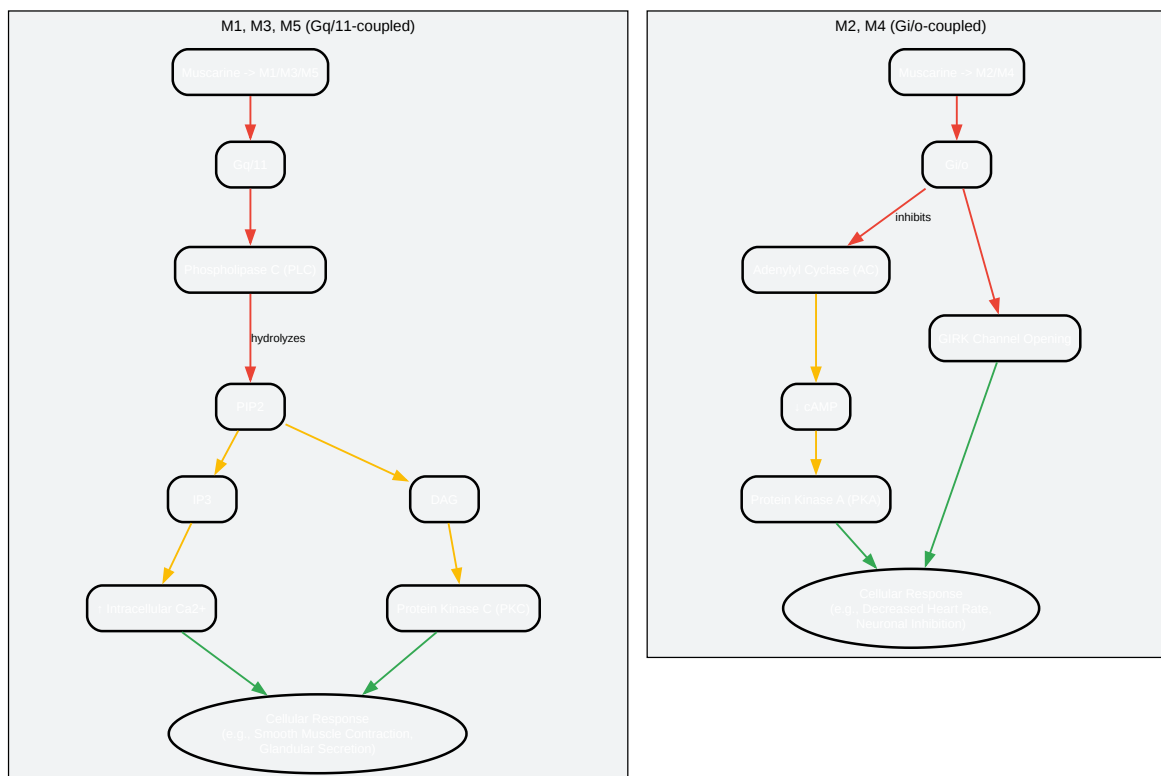 M1, M3, M5 (Gq/11-coupled)
Muscarine -> M1/M3/M5
Gq/11
Phospholipase C (PLC)
hydrolyzes
PIP2
IP3
DAG
↑ Intracellular Ca2+
Protein Kinase C (PKC)
Cellular Response
(e.g., Smooth Muscle Contraction,
Glandular Secretion)
M2, M4 (Gi/o-coupled)
Muscarine -> M2/M4
Gi/o
inhibits
Adenylyl Cyclase (AC)
GIRK Channel Opening
↓ cAMP
Protein Kinase A (PKA)
Cellular Response
(e.g., Decreased Heart Rate,
Neuronal Inhibition)